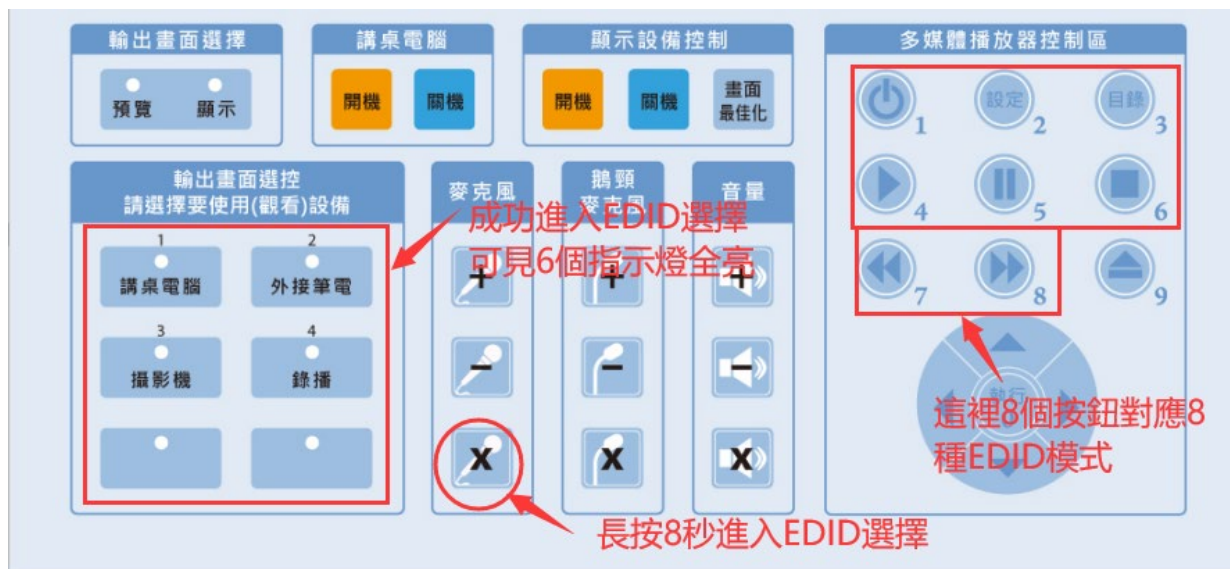 輸出畫面選擇
預覽
顯示
講桌電腦
開機
關機
顯示設備控制
開機
關機
畫面
最佳化
多媒體播放器控制區
1
設定
2
目錄
3
4
5
6
7
8
9
執行
這裡8個按鈕對應8
種EDID模式
輸出畫面選控
請選擇要使用(觀看)設備
1
講桌電腦
2
外接筆電
3
攝影機
4
錄播
成功進入EDID選擇
可見6個指示燈全亮
麥克風
+
−
X
鵝頸
麥克風
+
−
X
音量
+
−
X
長按8秒進入EDID選擇